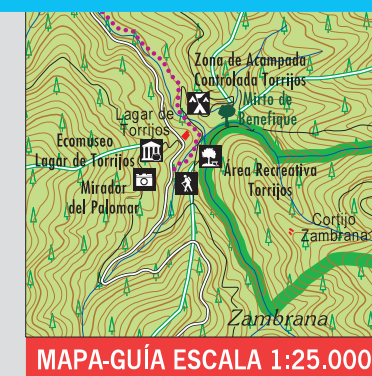 Zona de Acampada
Controlada Torrijos
Mirto de
Benefique
Lagar de
Torrijos
Ecomuseo
Lagar de Torrijos
Área Recreativa
Torrijos
Mirador
del Palomar
Cortijo
Zambrana
Zambrana
MAPA-GUÍA ESCALA 1:25.000